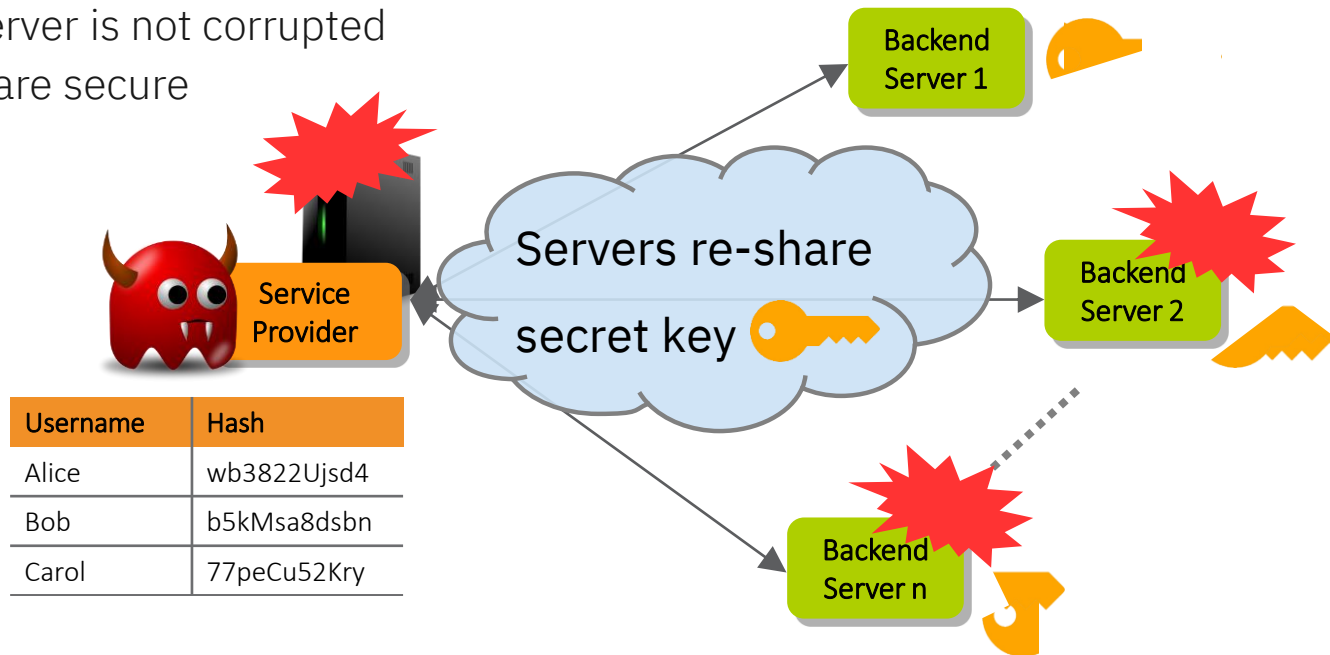 erver is not corrupted
are secure
Backend
Server 1
Servers re-share
secret key
Backend
Server 2
Service
Provider
Username Hash
Alice wb3822Ujsd4
Bob b5kMsa8dsbn
Carol 77peCu52Kry
Backend
Server n